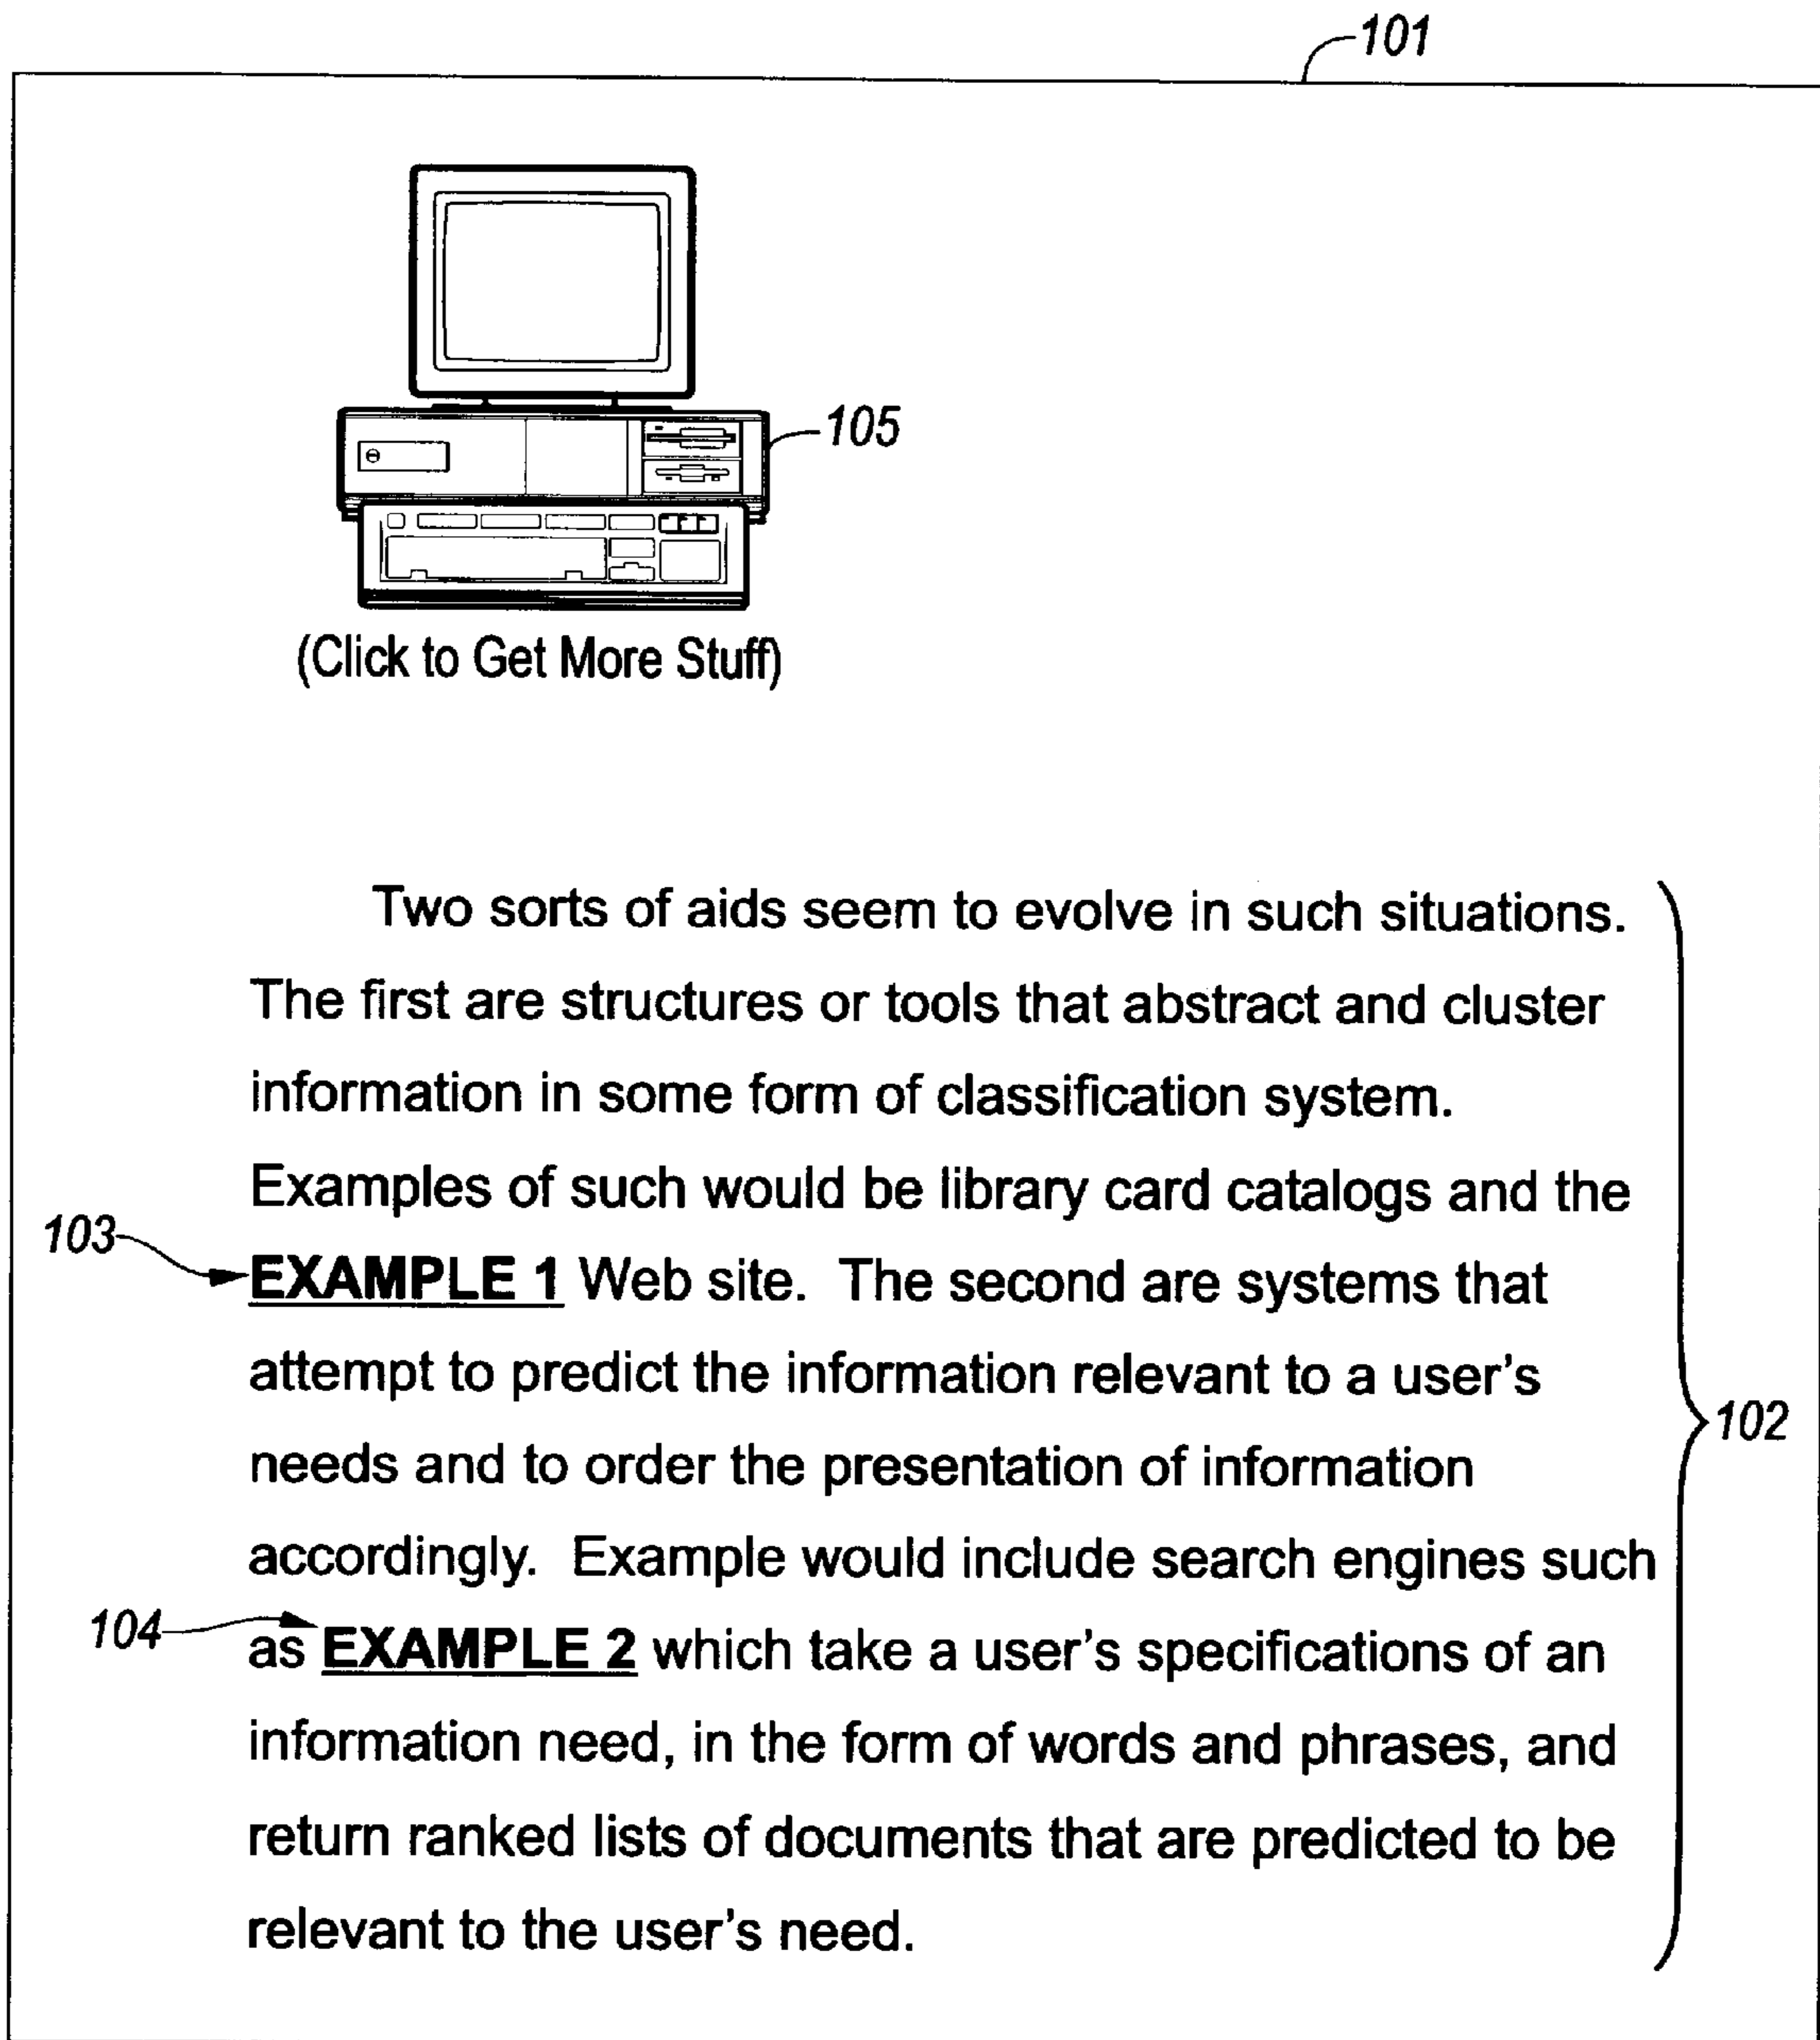 101
105
(Click to Get More Stuff)
Two sorts of aids seem to evolve in such situations.
The first are structures or tools that abstract and cluster
information in some form of classification system.
Examples of such would be library card catalogs and the
103
EXAMPLE 1 Web site. The second are systems that
attempt to predict the information relevant to a user's
102
needs and to order the presentation of information
accordingly. Example would include search engines such
104
as EXAMPLE 2 which take a user's specifications of an
information need, in the form of words and phrases, and
return ranked lists of documents that are predicted to be
relevant to the user's need.